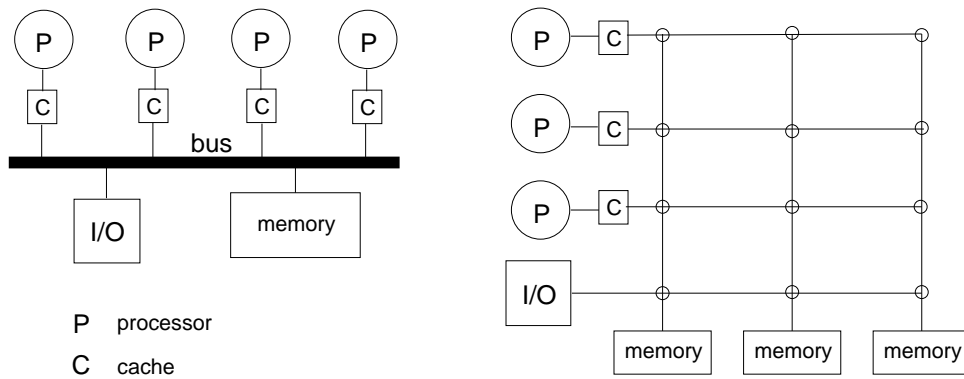 P P P P
C C C C
bus
I/O memory
P processor
C cache
P C
P C
P C
I/O
memory memory memory